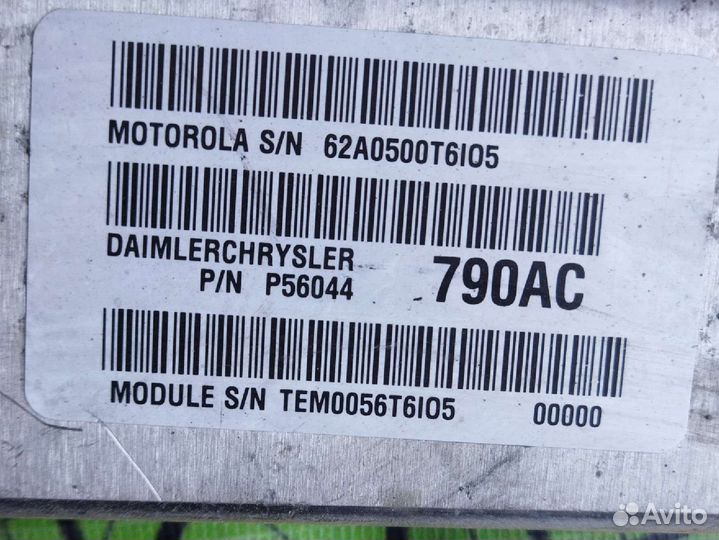 MOTOROLA S/N 62A0500T6I05
DAIMLERCHRYSLER
P/N P56044 790AC
MODULE S/N TEM0056T6I05 00000
Avito